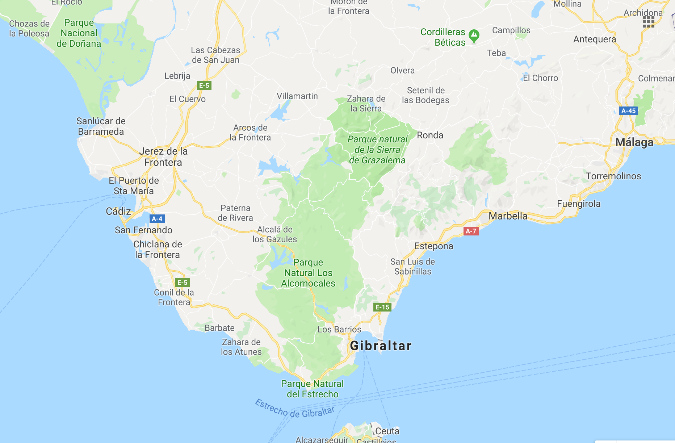 El Rocío
Morón de
la Frontera
Mollina
Archidona
Chozas de
la Poleosa
Parque
Nacional
de Doñana
Cordilleras
Béticas
Campillos
Antequera
Las Cabezas
de San Juan
Teba
Lebrija
E-5
Olvera
El Chorro
Colmenar
El Cuervo
Villamartin
Zahara de
la Sierra
Setenil de
las Bodegas
A-45
Sanlúcar de
Barrameda
Arcos de
la Frontera
Parque natural
de la Sierra
de Grazalema
Ronda
Málaga
Jerez de la
Frontera
El Puerto de
Sta María
Torremolinos
Cádiz
A-4
Paterna
de Rivera
Fuengirola
Marbella
San Fernando
Alcalá de
los Gazules
A-7
Chiclana de
la Frontera
Estepona
Parque
Natural Los
Alcornocales
San Luis de
Sabinillas
E-5
Conil de la
Frontera
E-15
Barbate
Los Barrios
Zahara de
los Atunes
Gibraltar
Parque Natural
del Estrecho
Estrecho de Gibraltar
Ceuta
Alcazarseguir
Castillejos